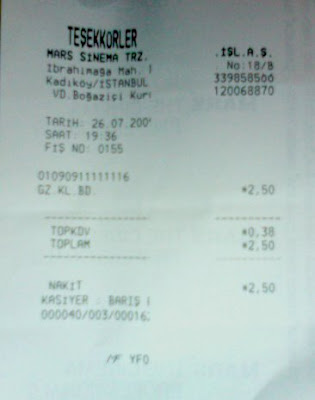 TEŞEKKÜRLER
MARS SİNEMA TRZ. .İŞL.A.Ş.
İbrahimağa Mah. No:18/B
Kadıköy/İSTANBUL 339858500
VD.Boğaziçi Kur 120068870
TARİH: 26.07.200
SAAT: 19:36
FİŞ NO: 0155
01090911111116
GZ.KL.BD. *2,50
TOPKDV *0,38
TOPLAM *2,50
NAKİT *2,50
KASİYER : BARIŞ
000040/003/00016
YFO